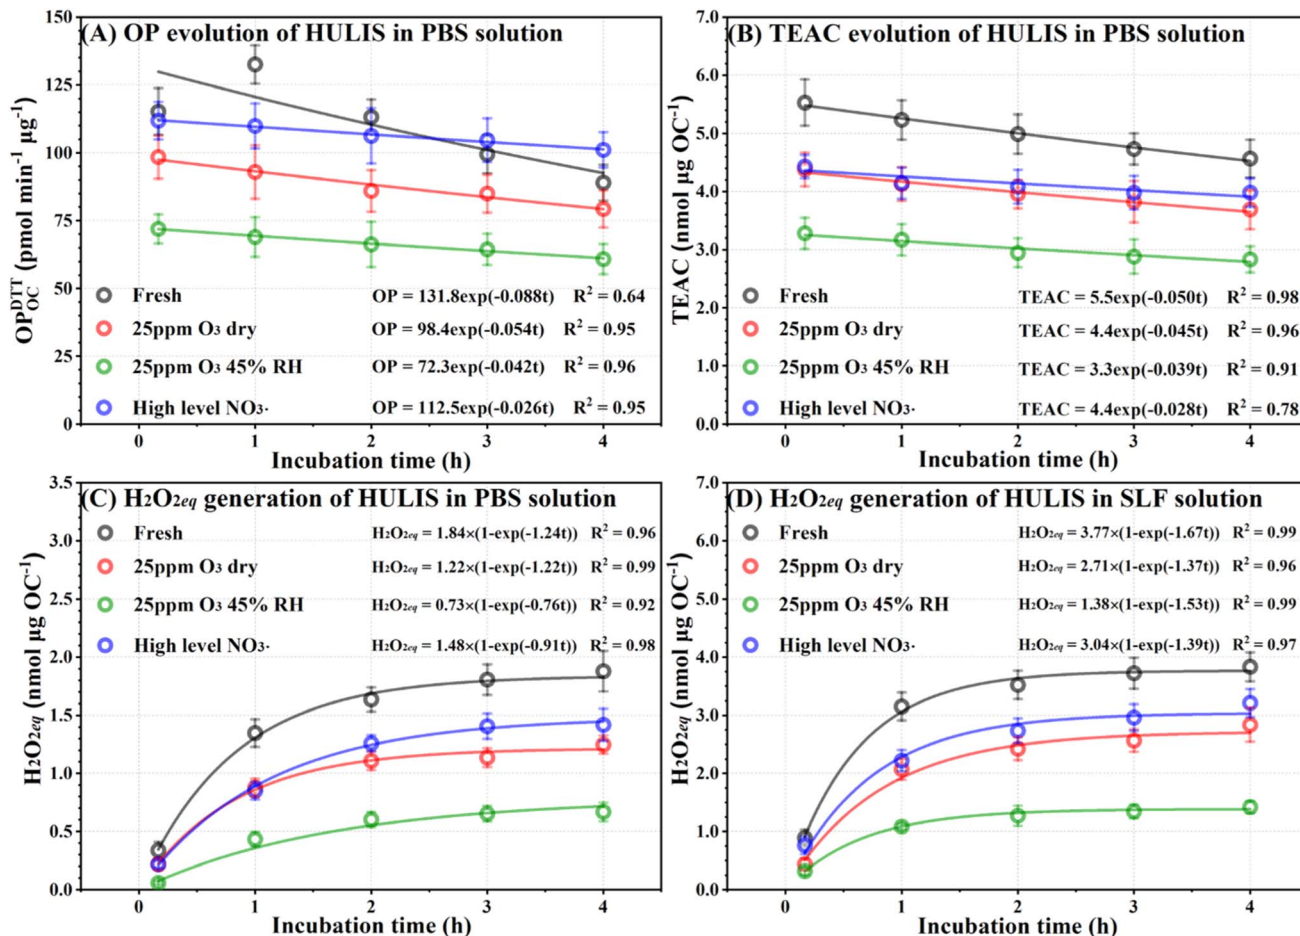 (A) OP evolution of HULIS in PBS solution
OP_OC^DTT (pmol min⁻¹ μg⁻¹)
150
125
100
75
50
25
0
Fresh OP = 131.8exp(-0.088t) R² = 0.64
25ppm O₃ dry OP = 98.4exp(-0.054t) R² = 0.95
25ppm O₃ 45% RH OP = 72.3exp(-0.042t) R² = 0.96
High level NO₃· OP = 112.5exp(-0.026t) R² = 0.95
0 1 2 3 4
Incubation time (h)
(B) TEAC evolution of HULIS in PBS solution
TEAC (nmol μg OC⁻¹)
7.0
6.0
5.0
4.0
3.0
2.0
1.0
0.0
Fresh TEAC = 5.5exp(-0.050t) R² = 0.98
25ppm O₃ dry TEAC = 4.4exp(-0.045t) R² = 0.96
25ppm O₃ 45% RH TEAC = 3.3exp(-0.039t) R² = 0.91
High level NO₃· TEAC = 4.4exp(-0.028t) R² = 0.78
0 1 2 3 4
Incubation time (h)
(C) H₂O₂eq generation of HULIS in PBS solution
H₂O₂eq (nmol μg OC⁻¹)
3.5
3.0
2.5
2.0
1.5
1.0
0.5
0.0
Fresh H₂O₂eq = 1.84×(1-exp(-1.24t)) R² = 0.96
25ppm O₃ dry H₂O₂eq = 1.22×(1-exp(-1.22t)) R² = 0.99
25ppm O₃ 45% RH H₂O₂eq = 0.73×(1-exp(-0.76t)) R² = 0.92
High level NO₃· H₂O₂eq = 1.48×(1-exp(-0.91t)) R² = 0.98
0 1 2 3 4
Incubation time (h)
(D) H₂O₂eq generation of HULIS in SLF solution
H₂O₂eq (nmol μg OC⁻¹)
7.0
6.0
5.0
4.0
3.0
2.0
1.0
0.0
Fresh H₂O₂eq = 3.77×(1-exp(-1.67t)) R² = 0.99
25ppm O₃ dry H₂O₂eq = 2.71×(1-exp(-1.37t)) R² = 0.96
25ppm O₃ 45% RH H₂O₂eq = 1.38×(1-exp(-1.53t)) R² = 0.99
High level NO₃· H₂O₂eq = 3.04×(1-exp(-1.39t)) R² = 0.97
0 1 2 3 4
Incubation time (h)